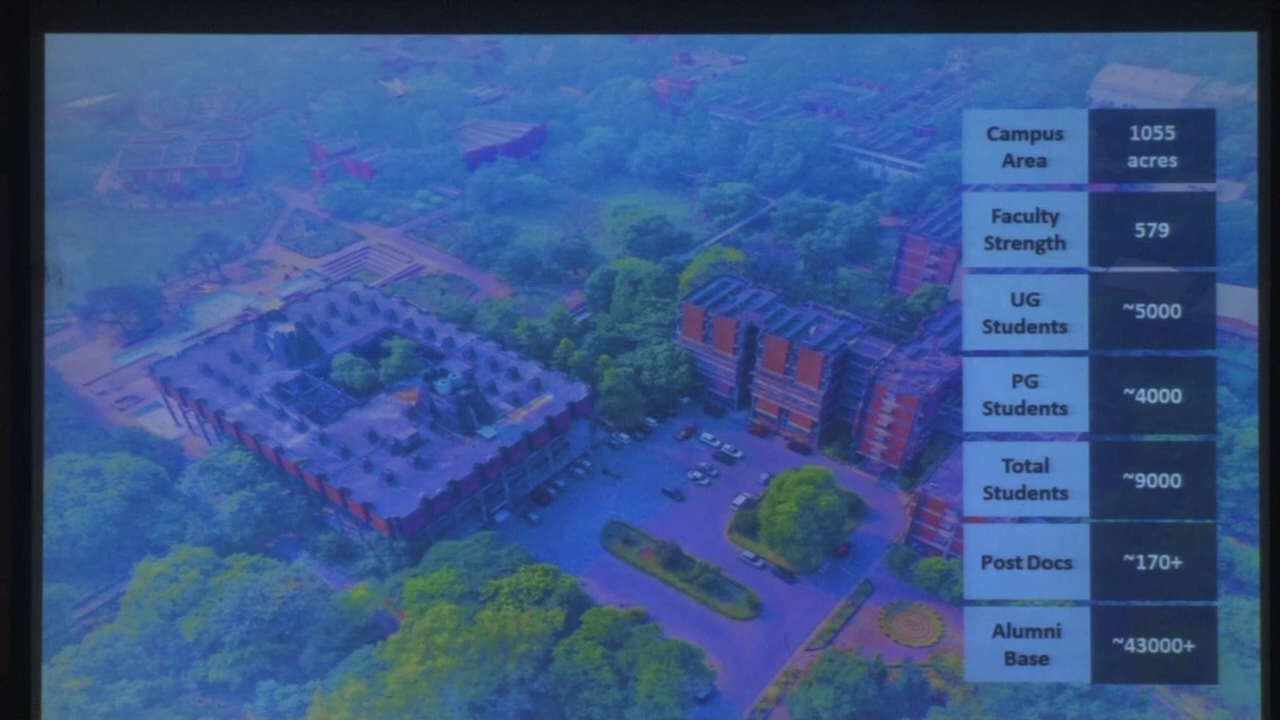 Campus
Area
1055
acres
Faculty
Strength
579
UG
Students
~5000
PG
Students
~4000
Total
Students
~9000
Post Docs
~170+
Alumni
Base
~43000+